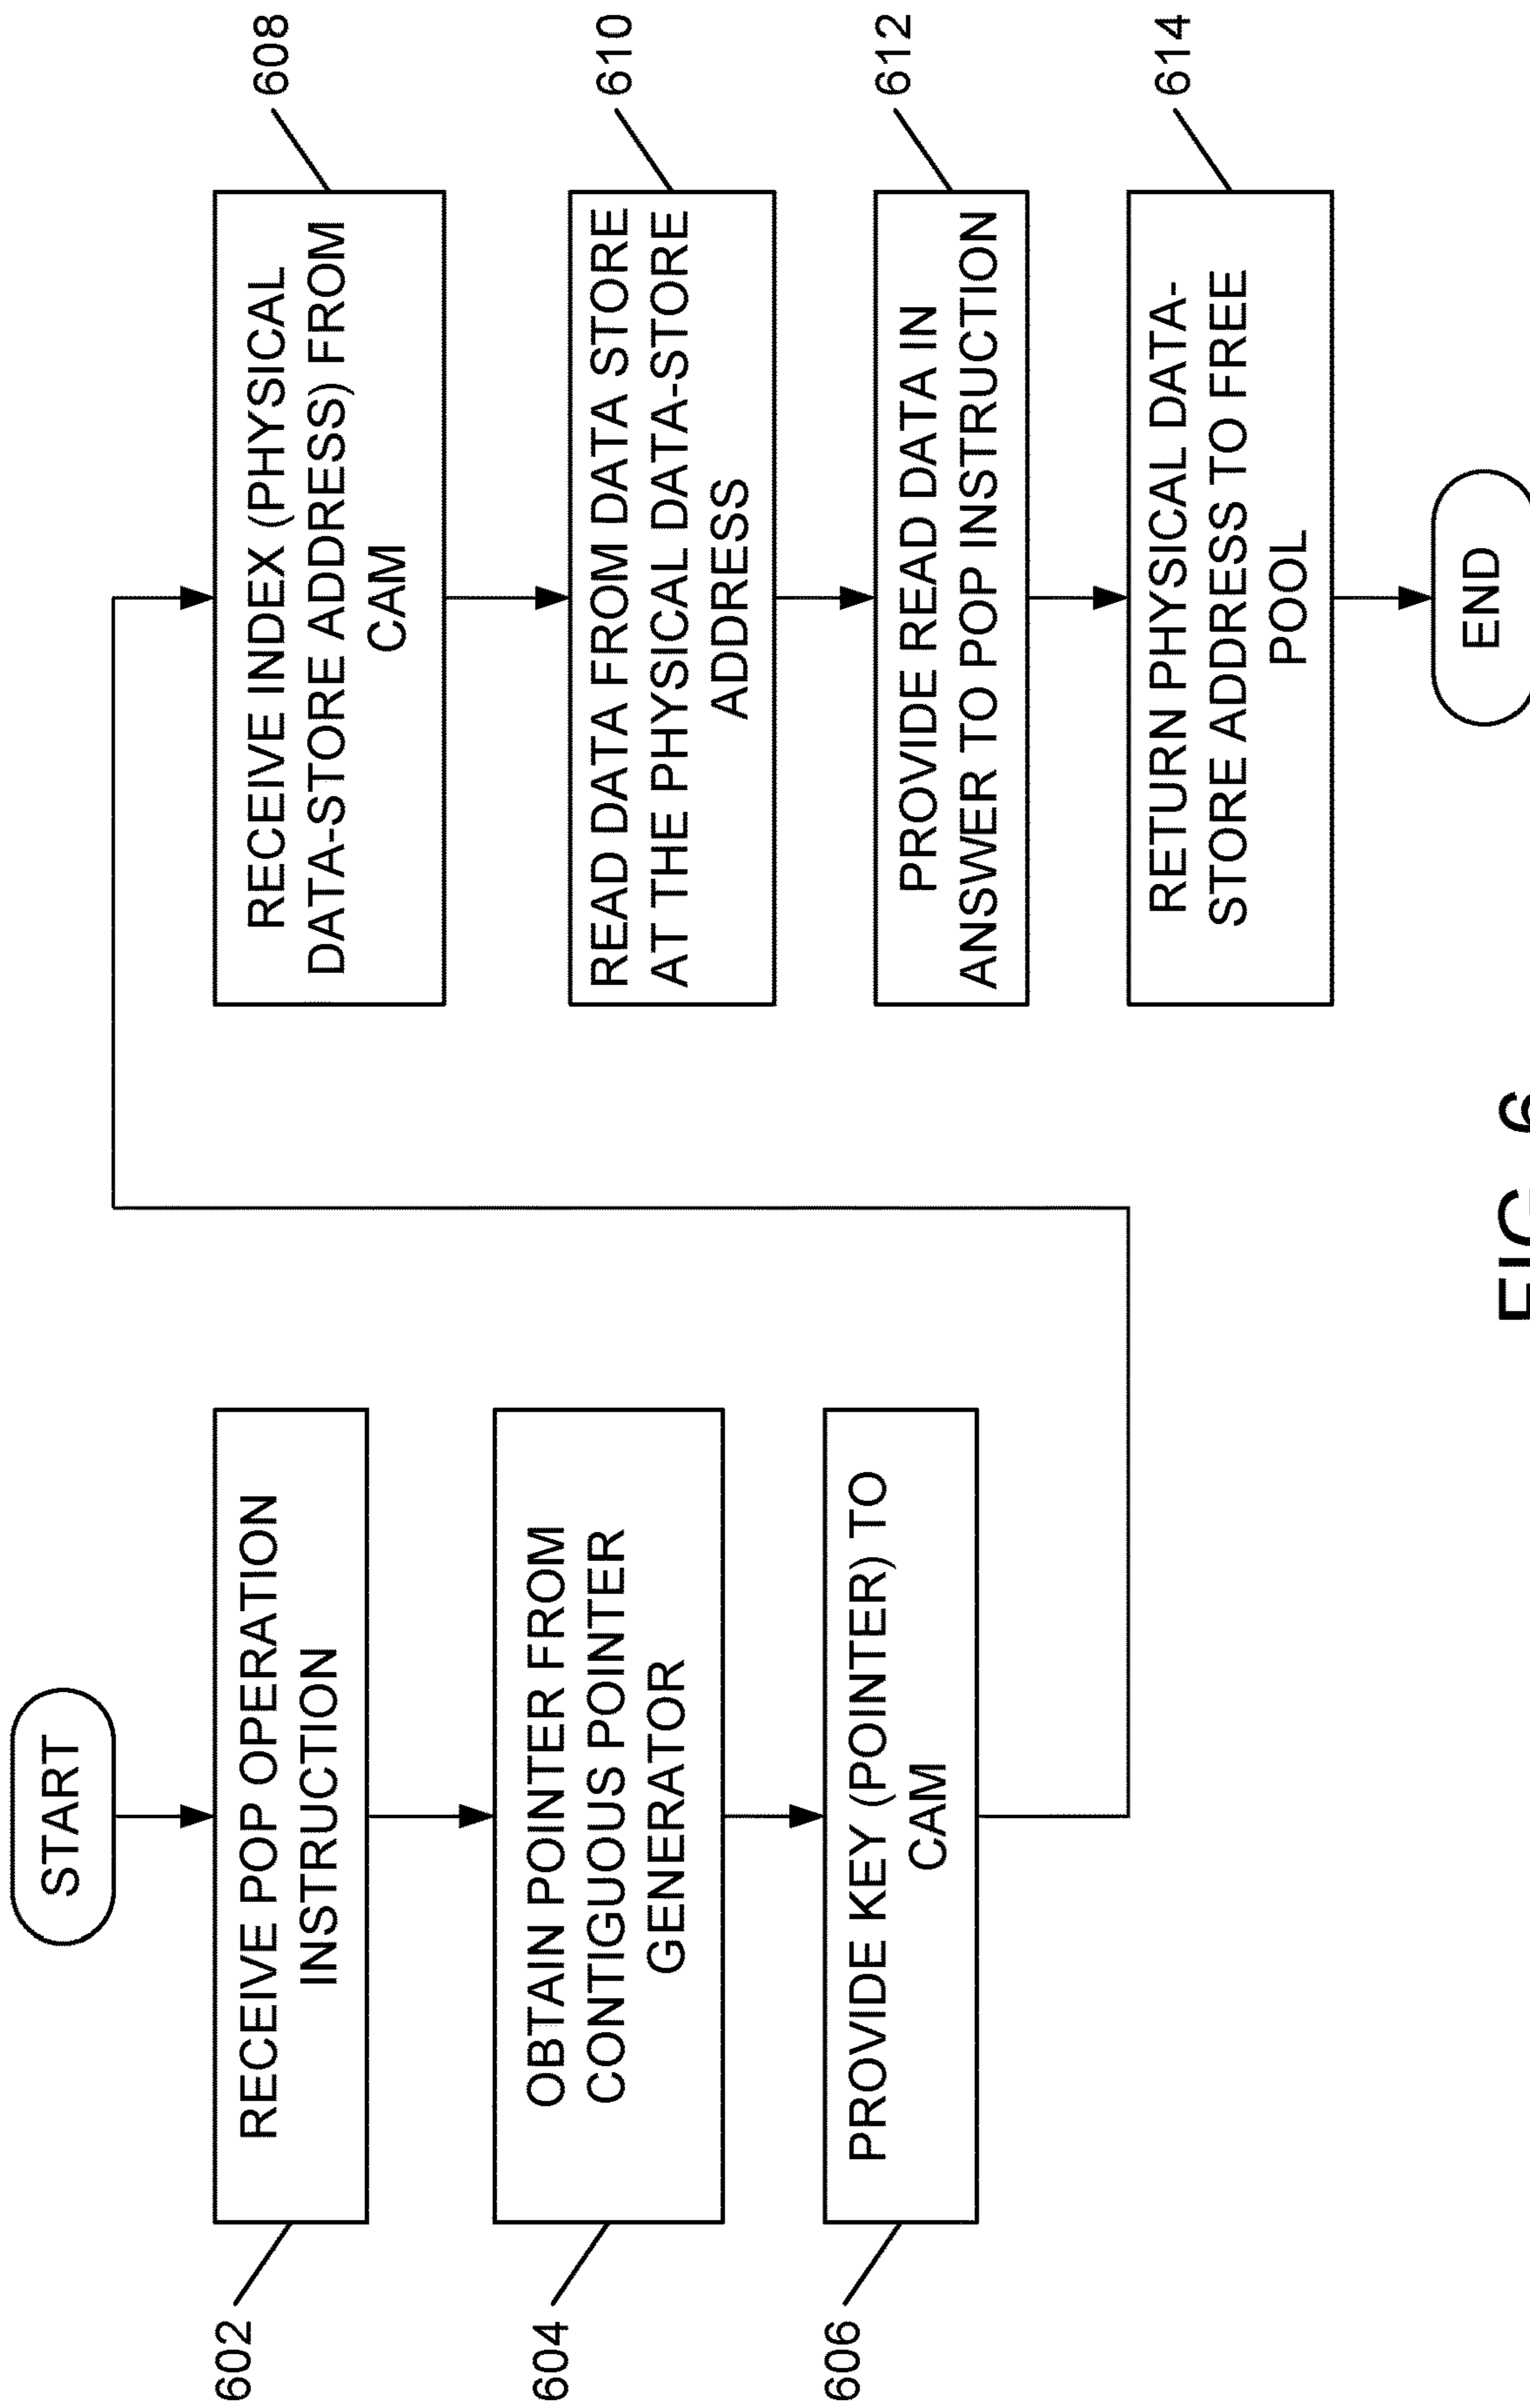 START
602
RECEIVE POP OPERATION
INSTRUCTION
604
OBTAIN POINTER FROM
CONTIGUOUS POINTER
GENERATOR
606
PROVIDE KEY (POINTER) TO
CAM
608
RECEIVE INDEX (PHYSICAL
DATA-STORE ADDRESS) FROM
CAM
610
READ DATA FROM DATA STORE
AT THE PHYSICAL DATA-STORE
ADDRESS
612
PROVIDE READ DATA IN
ANSWER TO POP INSTRUCTION
614
RETURN PHYSICAL DATA-
STORE ADDRESS TO FREE
POOL
END
FIG. 6